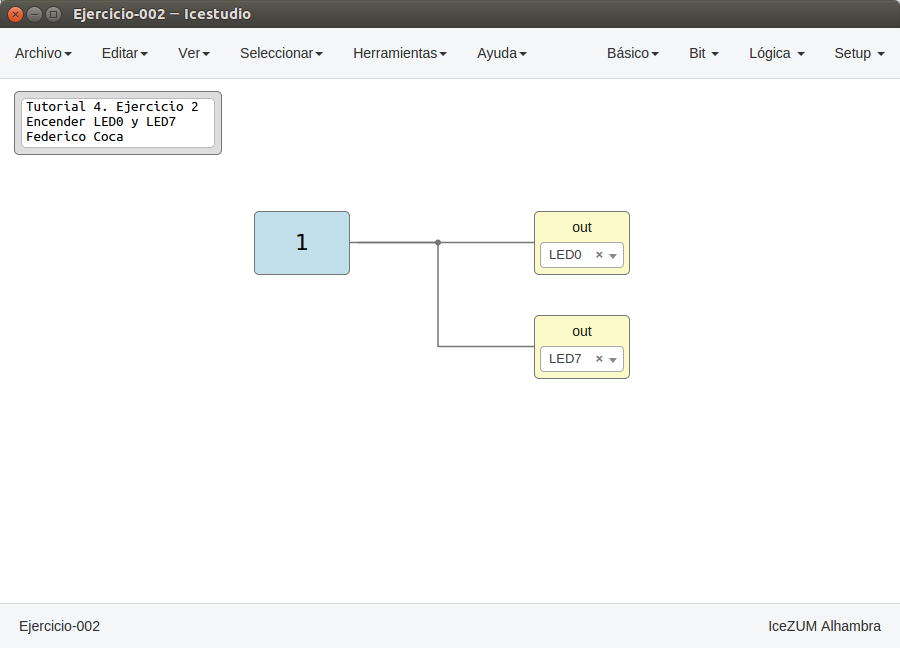 Ejercicio-002 — Icestudio
Archivo Editar Ver Seleccionar Herramientas Ayuda Básico Bit Lógica Setup
Tutorial 4. Ejercicio 2
Encender LED0 y LED7
Federico Coca
1
out
LED0 ×
out
LED7 ×
Ejercicio-002 IceZUM Alhambra